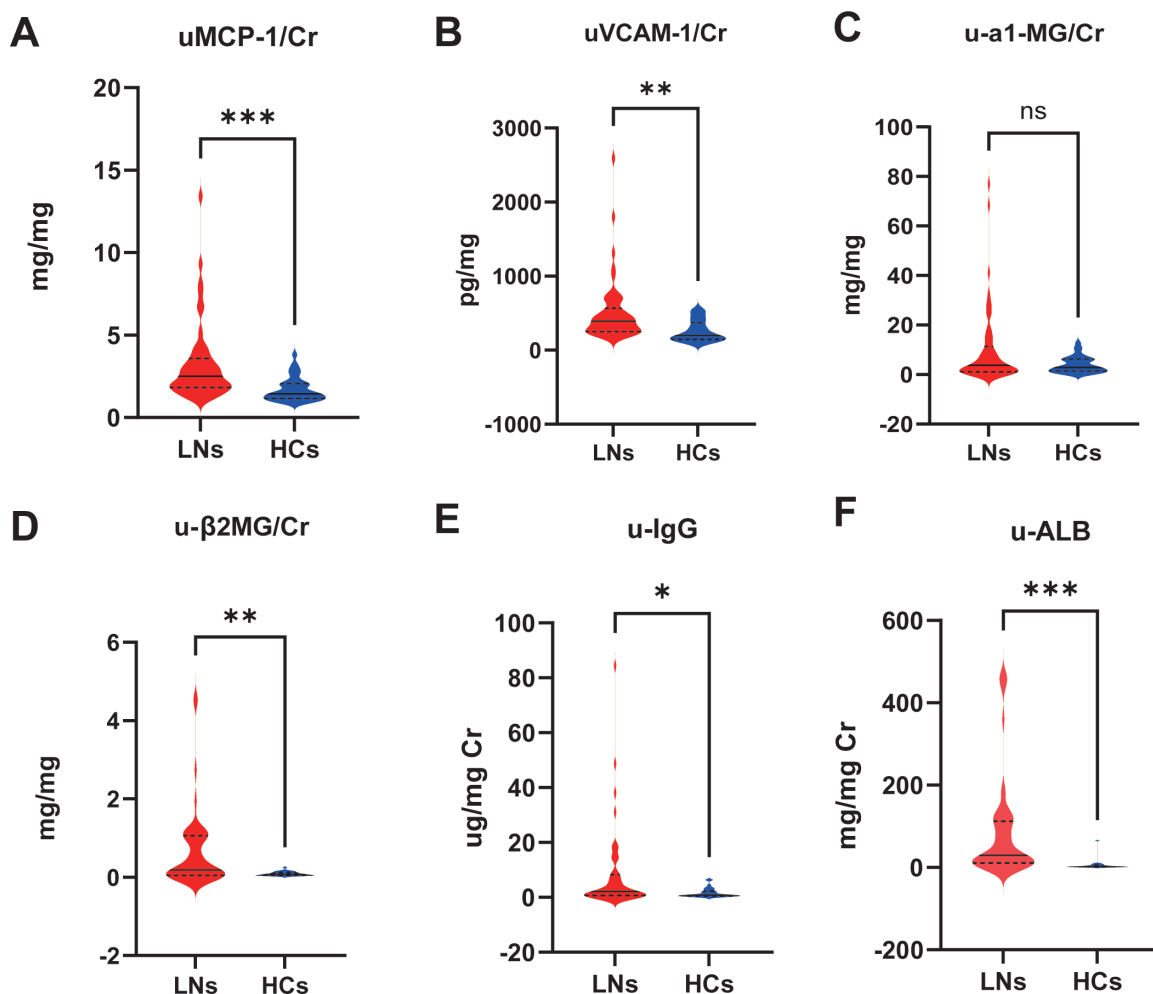 A
uMCP-1/Cr
20
15
10
5
0
mg/mg
***
LNs
HCs
B
uVCAM-1/Cr
3000
2000
1000
0
-1000
pg/mg
**
LNs
HCs
C
u-a1-MG/Cr
100
80
60
40
20
0
-20
mg/mg
ns
LNs
HCs
D
u-β2MG/Cr
6
4
2
0
-2
mg/mg
**
LNs
HCs
E
u-IgG
100
80
60
40
20
0
-20
ug/mg Cr
*
LNs
HCs
F
u-ALB
600
400
200
0
-200
mg/mg Cr
***
LNs
HCs